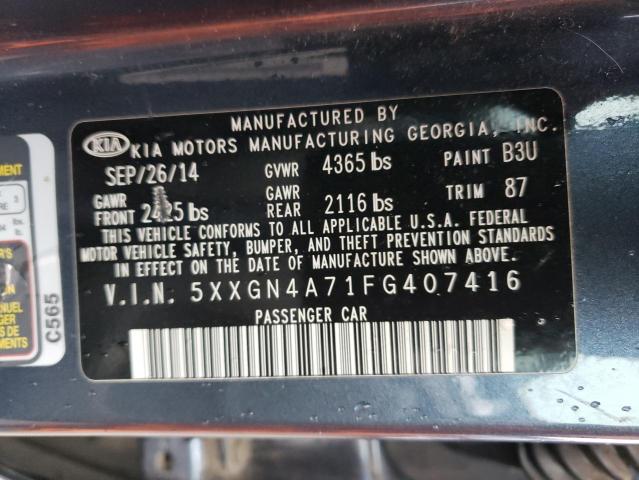 MANUFACTURED BY
KIA KIA MOTORS MANUFACTURING GEORGIA, INC.
SEP/26/14 GVWR 4365 lbs PAINT B3U
GAWR FRONT 2425 lbs GAWR REAR 2116 lbs TRIM 87
THIS VEHICLE CONFORMS TO ALL APPLICABLE U.S.A. FEDERAL
MOTOR VEHICLE SAFETY, BUMPER, AND THEFT PREVENTION STANDARDS
IN EFFECT ON THE DATE OF MANUFACTURE SHOWN ABOVE.
V.I.N. 5XXGN4A71FG407416
PASSENGER CAR
C565